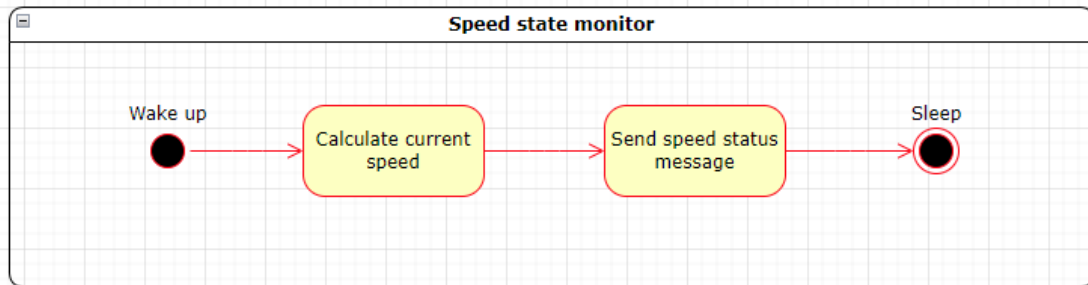 Speed state monitor
Wake up
Calculate current
speed
Send speed status
message
Sleep